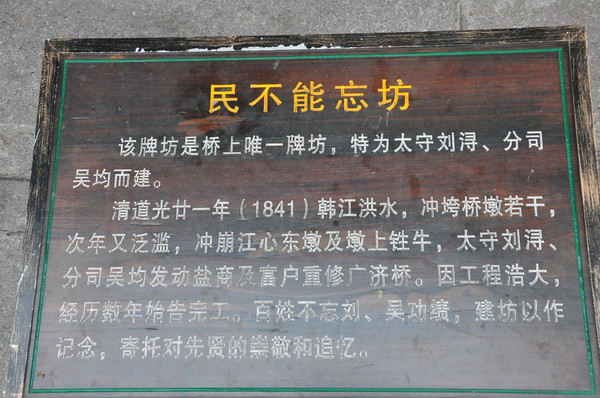 民不能忘坊
该牌坊是桥上唯一牌坊，特为太守刘浔、分司
吴均而建。
清道光廿一年（1841）韩江洪水，冲垮桥墩若干，
次年又泛滥，冲崩江心东墩及墩上鉎牛，太守刘浔、
分司吴均发动盐商及富户重修广济桥。因工程浩大，
经历数年始告完工。百姓不忘刘、吴功绩，建坊以作
记念，寄托对先贤的崇敬和追忆。